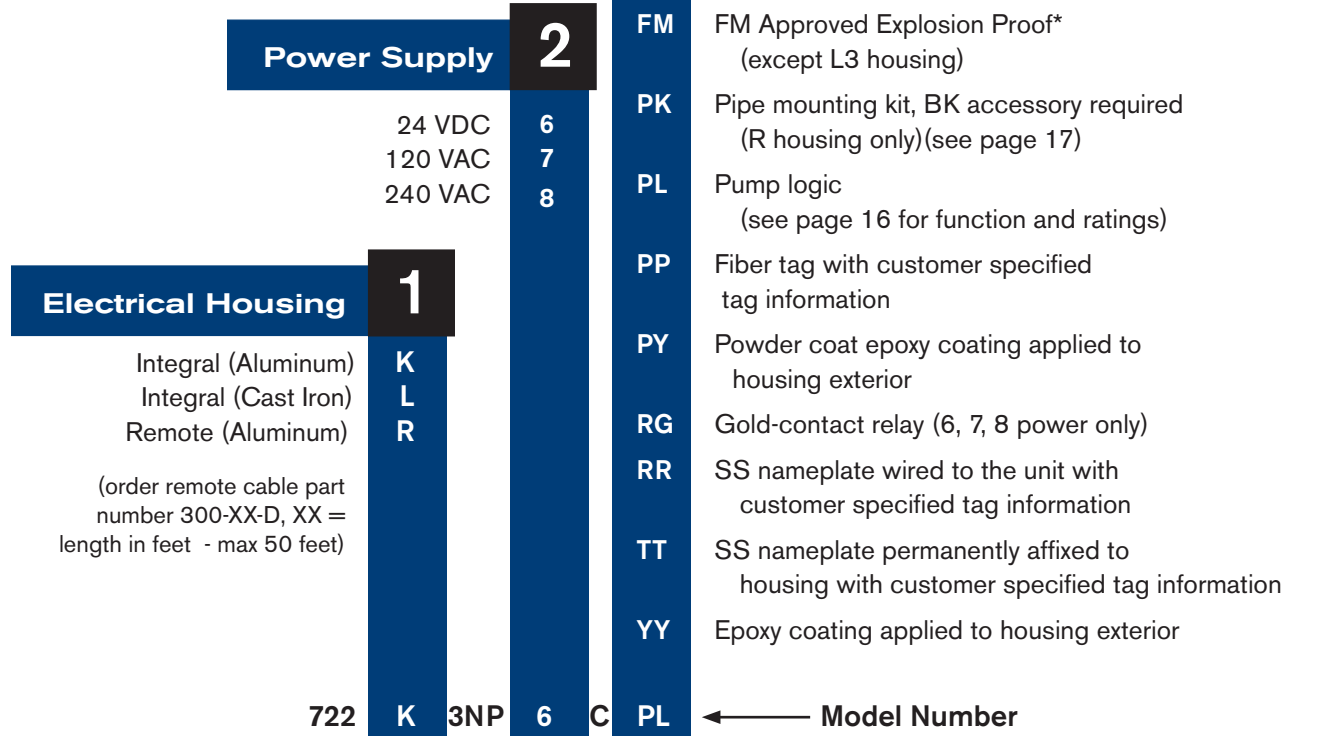 FM FM Approved Explosion Proof*
(except L3 housing)
PK Pipe mounting kit, BK accessory required
(R housing only)(see page 17)
PL Pump logic
(see page 16 for function and ratings)
PP Fiber tag with customer specified
tag information
PY Powder coat epoxy coating applied to
housing exterior
RG Gold-contact relay (6, 7, 8 power only)
RR SS nameplate wired to the unit with
customer specified tag information
TT SS nameplate permanently affixed to
housing with customer specified tag information
YY Epoxy coating applied to housing exterior
Power Supply 2
24 VDC 6
120 VAC 7
240 VAC 8
Electrical Housing 1
Integral (Aluminum) K
Integral (Cast Iron) L
Remote (Aluminum) R
(order remote cable part
number 300-XX-D, XX =
length in feet - max 50 feet)
722 K 3NP 6 C PL Model Number